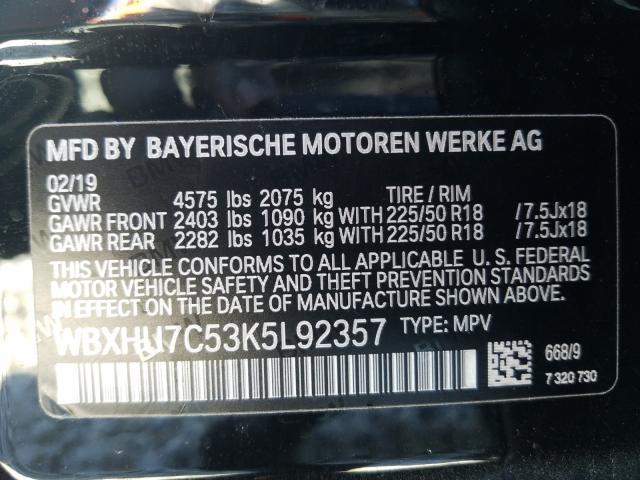 MFD BY BAYERISCHE MOTOREN WERKE AG
02/19
GVWR 4575 lbs 2075 kg TIRE / RIM
GAWR FRONT 2403 lbs 1090 kg WITH 225/50 R18 /7.5Jx18
GAWR REAR 2282 lbs 1035 kg WITH 225/50 R18 /7.5Jx18
THIS VEHICLE CONFORMS TO ALL APPLICABLE U. S. FEDERAL
MOTOR VEHICLE SAFETY AND THEFT PREVENTION STANDARDS
IN EFFECT ON THE DATE OF MANUFACTURE SHOWN ABOVE.
WBXHU7C53K5L92357 TYPE: MPV
668/9
7 320 730